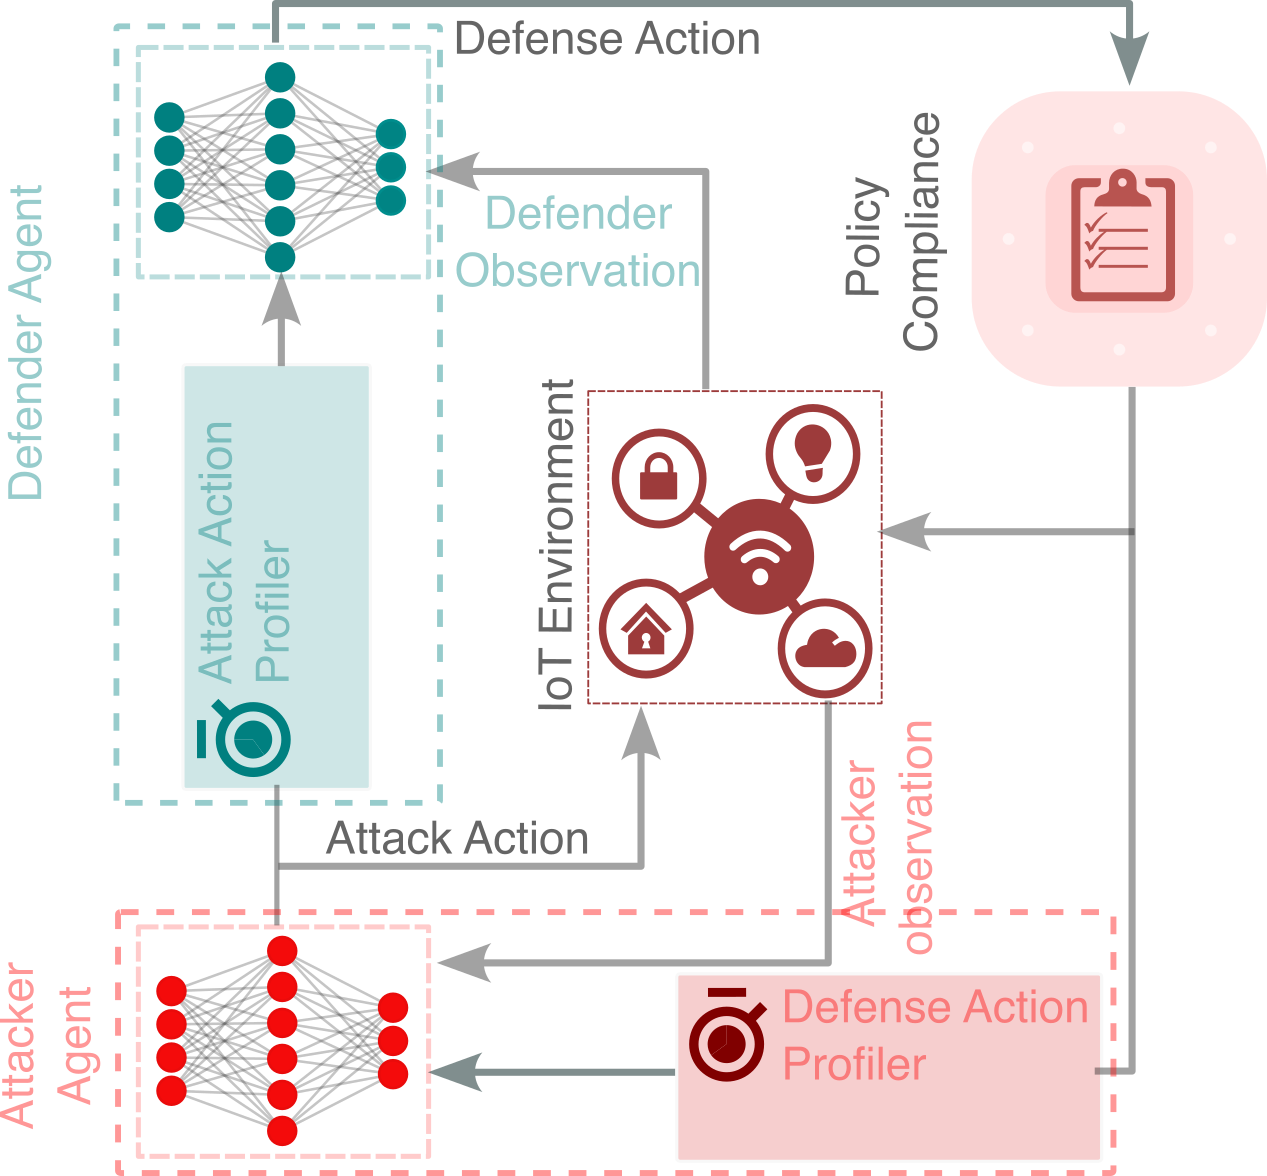 Defense Action
Policy
Compliance
Defender Agent
Defender
Observation
Attack Action
Profiler
IoT Environment
Attack Action
Attacker
observation
Attacker
Agent
Defense Action
Profiler